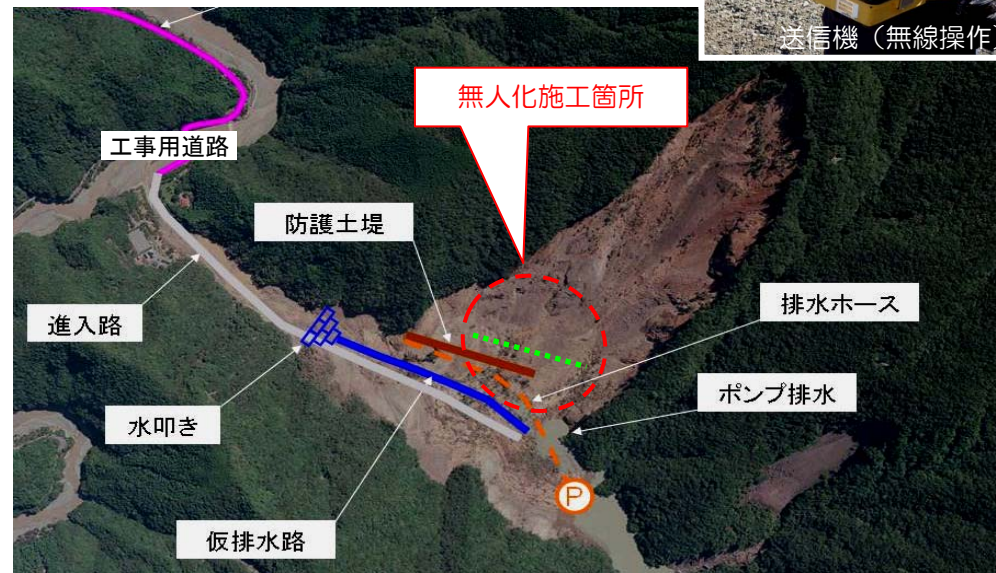 送信機（無線操作）
無人化施工箇所
工事用道路
防護土堤
排水ホース
進入路
ポンプ排水
水叩き
P
仮排水路